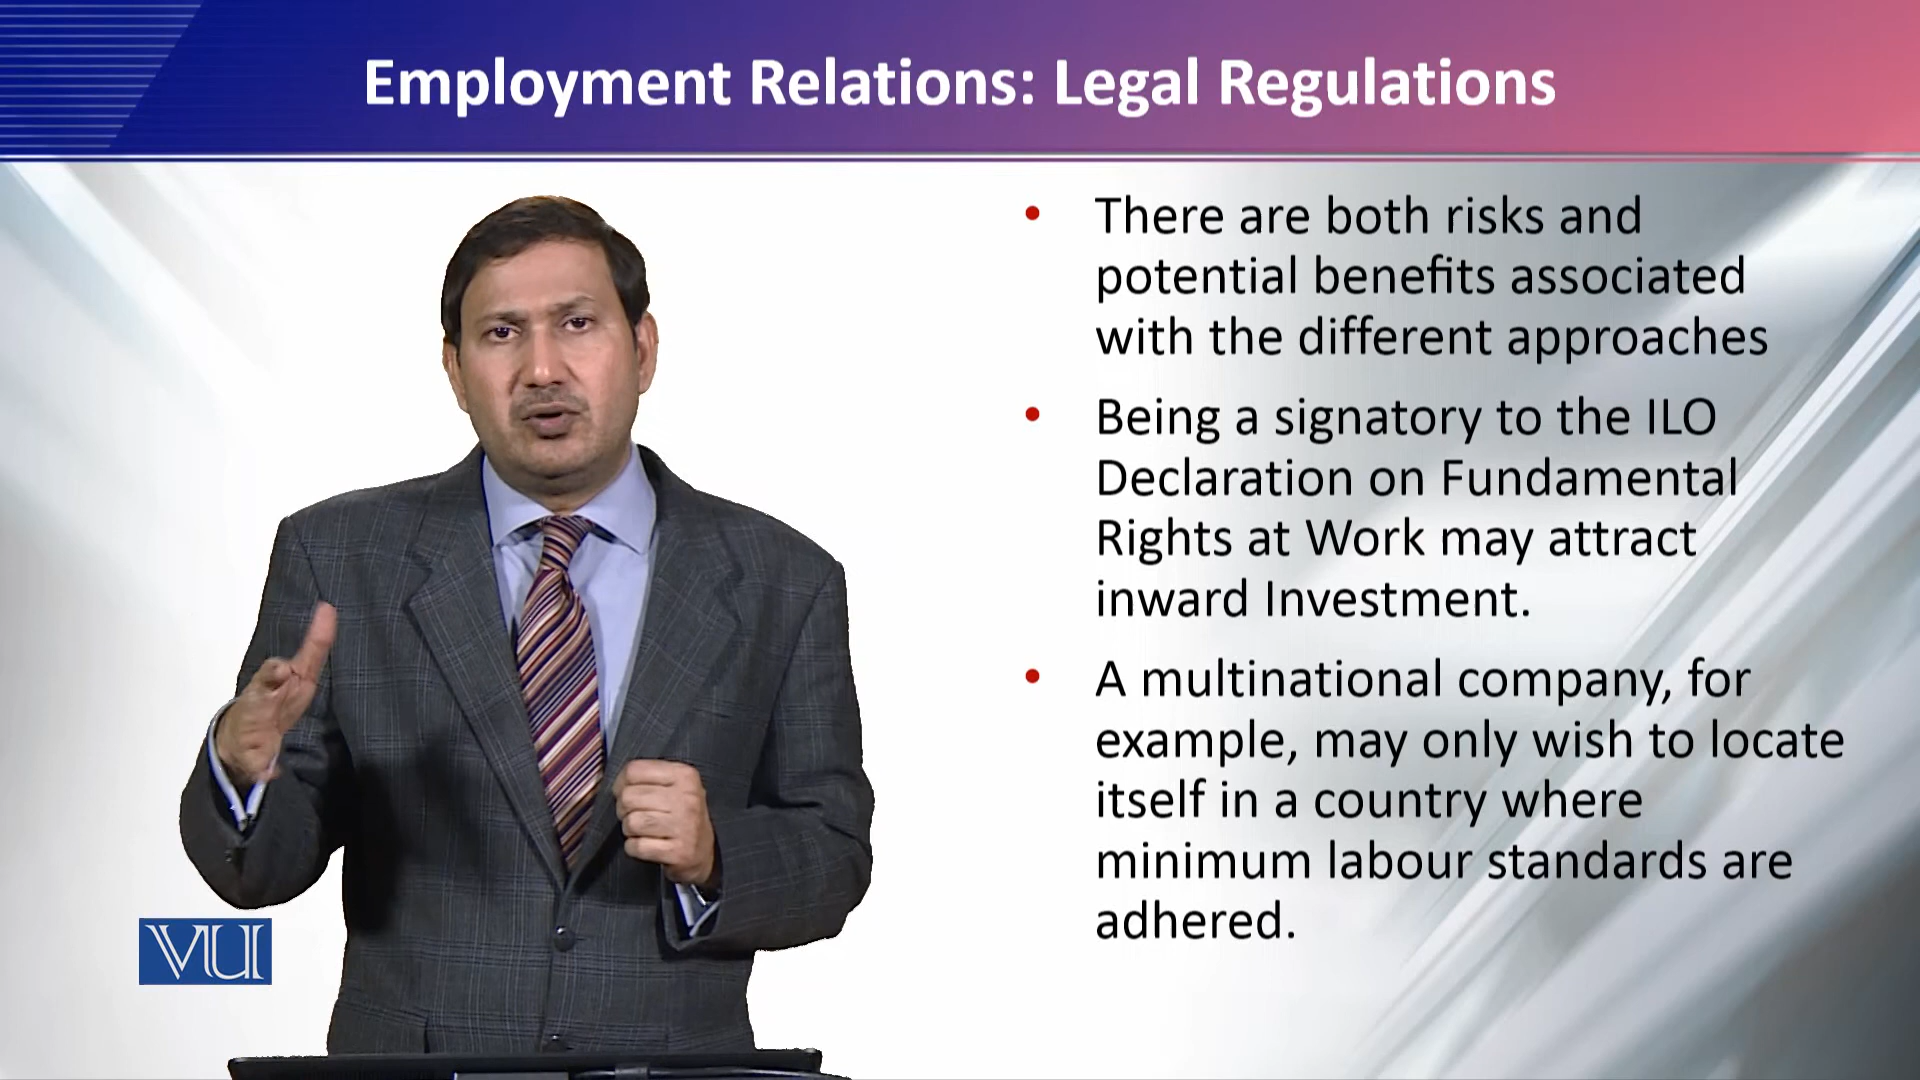 Employment Relations: Legal Regulations
• There are both risks and
potential benefits associated
with the different approaches
• Being a signatory to the ILO
Declaration on Fundamental
Rights at Work may attract
inward Investment.
• A multinational company, for
example, may only wish to locate
itself in a country where
minimum labour standards are
adhered.
VU